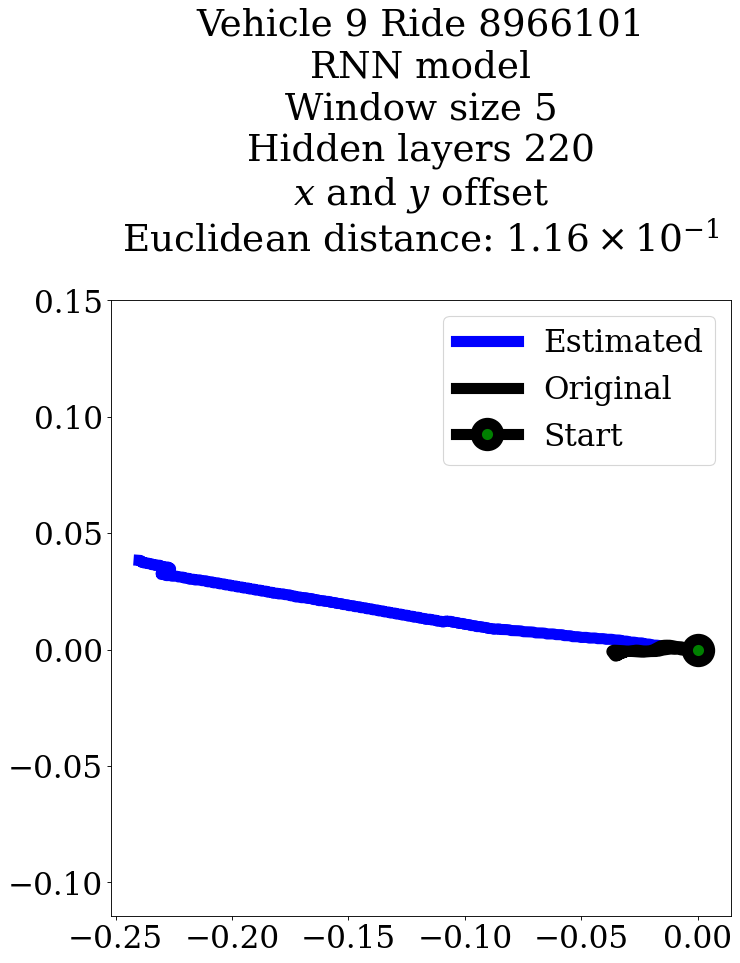 Vehicle 9 Ride 8966101
RNN model
Window size 5
Hidden layers 220
x and y offset
Euclidean distance: 1.16 × 10⁻¹
0.15
Estimated
Original
Start
0.10
0.05
0.00
−0.05
−0.10
−0.25 −0.20 −0.15 −0.10 −0.05 0.00